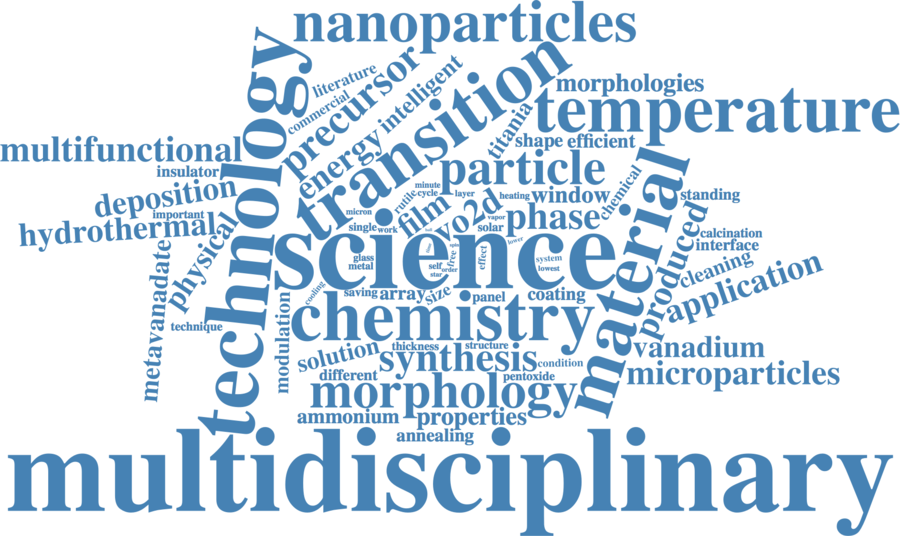 nanoparticles
technology
literature
commercial
precursor
energy
intelligent
transition
morphologies
temperature
titania
shape
efficient
multifunctional
insulator
deposition
important
hydrothermal
physical
metavanadate
technique
particle
minute
cycle
layer
heating
window
chemical
standing
rutile
film
vo2d
vapor
solar
phase
micron
single
work
science
lower
material
produced
calcination
interface
cleaning
application
glass
metal
self
star
order
free
effect
system
lowest
cooling
saving
array
size
panel
coating
modulation
chemistry
solution
thickness
structure
synthesis
condition
vanadium
microparticles
different
pentoxide
morphology
ammonium
properties
annealing
multidisciplinary